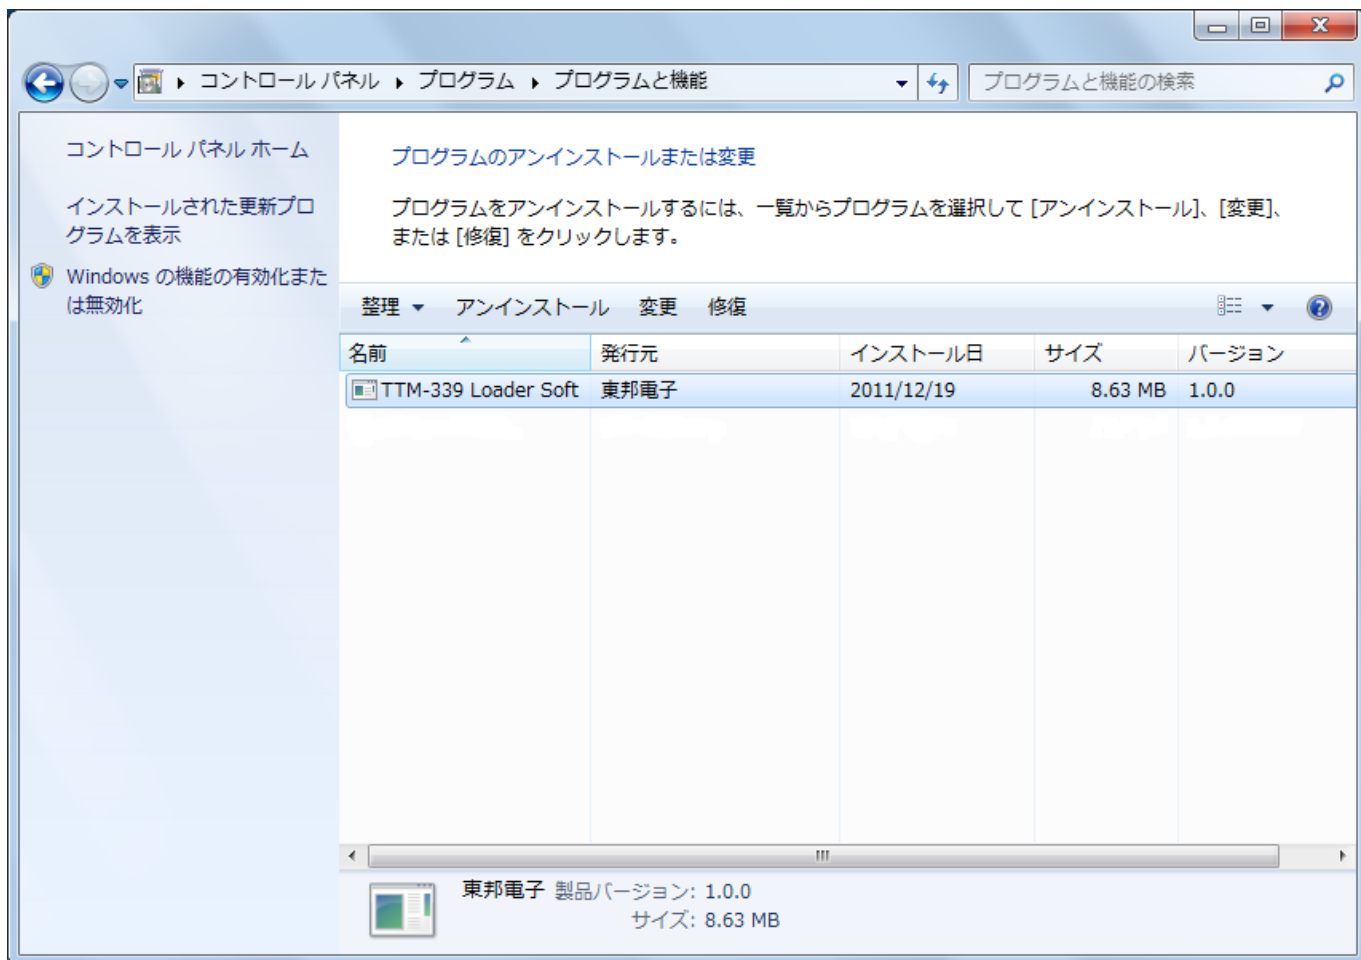 コントロール パネル ▸ プログラム ▸ プログラムと機能
プログラムと機能の検索
コントロール パネル ホーム
インストールされた更新プロ
グラムを表示
Windows の機能の有効化また
は無効化
プログラムのアンインストールまたは変更
プログラムをアンインストールするには、一覧からプログラムを選択して [アンインストール]、[変更]、
または [修復] をクリックします。
整理 アンインストール 変更 修復
名前 発行元 インストール日 サイズ バージョン
TTM-339 Loader Soft 東邦電子 2011/12/19 8.63 MB 1.0.0
東邦電子 製品バージョン: 1.0.0
サイズ: 8.63 MB